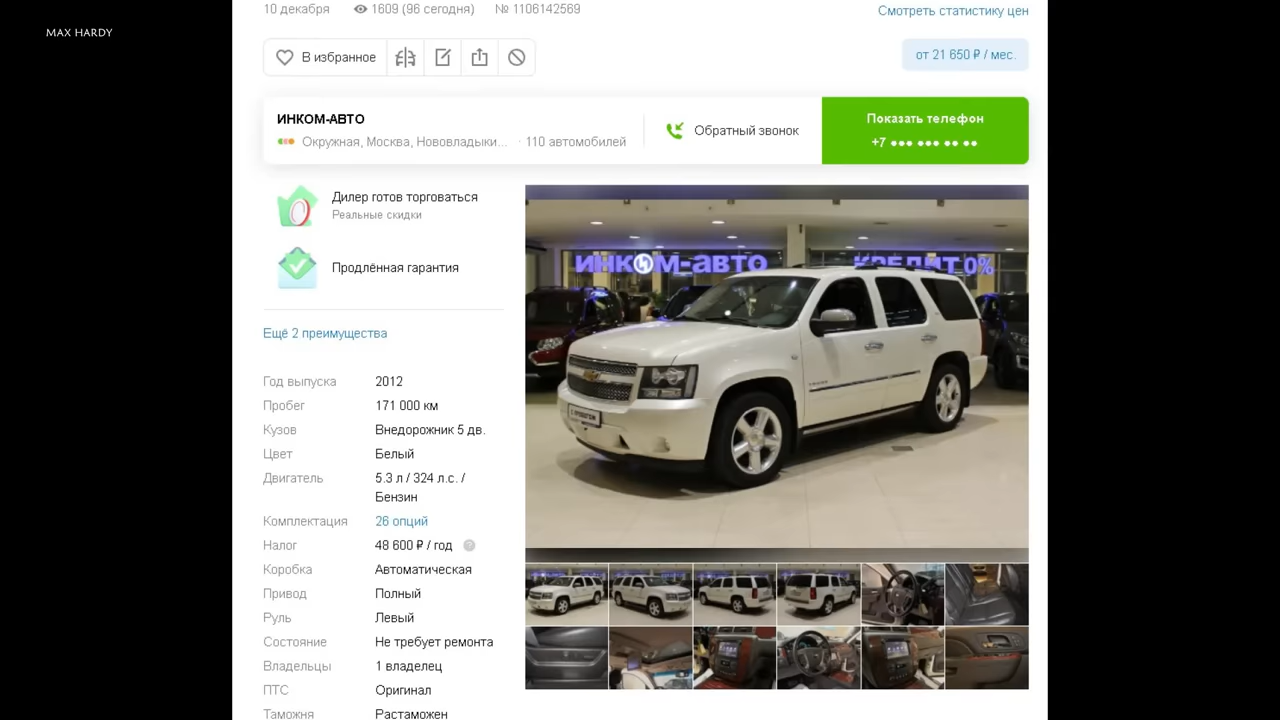 MAX HARDY
10 декабря 1609 (96 сегодня) № 1106142569
Смотреть статистику цен
В избранное
от 21 650 ₽ / мес.
ИНКОМ-АВТО
Окружная, Москва, Нововладыки... · 110 автомобилей
Обратный звонок
Показать телефон
+7 ●●● ●●● ●● ●●
Дилер готов торговаться
Реальные скидки
Продлённая гарантия
Ещё 2 преимущества
инком-авто
КРЕДИТ 0%
Год выпуска 2012
Пробег 171 000 км
Кузов Внедорожник 5 дв.
Цвет Белый
Двигатель 5.3 л / 324 л.с. /
Бензин
Комплектация 26 опций
Налог 48 600 ₽ / год ?
Коробка Автоматическая
Привод Полный
Руль Левый
Состояние Не требует ремонта
Владельцы 1 владелец
ПТС Оригинал
Таможня Растаможен